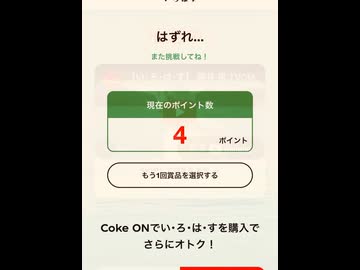 はずれ...
また挑戦してね！
現在のポイント数
4
ポイント
もう1回賞品を選択する
Coke ONでい・ろ・は・すを購入で
さらにオトク！